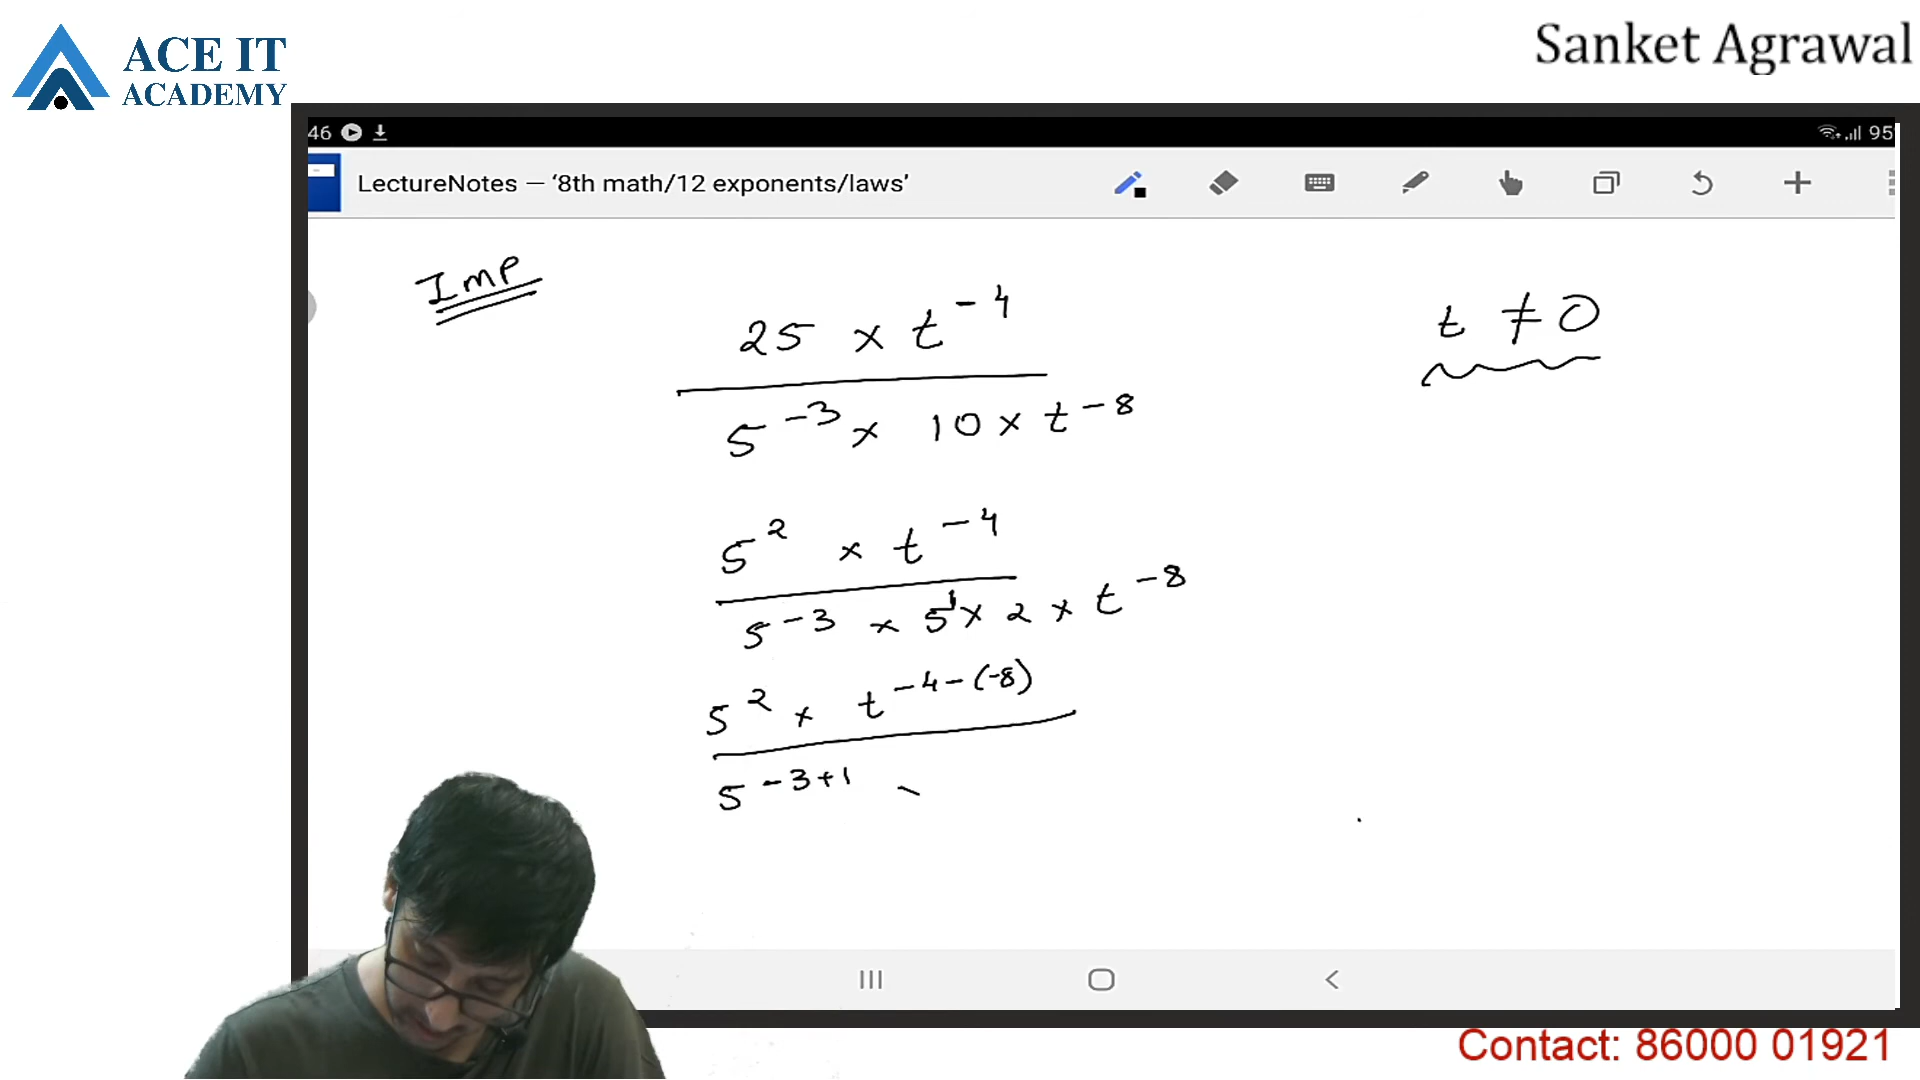 ACE IT
ACADEMY
Sanket Agrawal
46
95
LectureNotes — ‘8th math/12 exponents/laws’
Imp
25 × t⁻⁴
5⁻³ × 10 × t⁻⁸
t ≠ 0
5² × t⁻⁴
5⁻³ × 5¹ × 2 × t⁻⁸
5² × t⁻⁴⁻⁽⁻⁸⁾
5⁻³⁺¹
Contact: 86000 01921